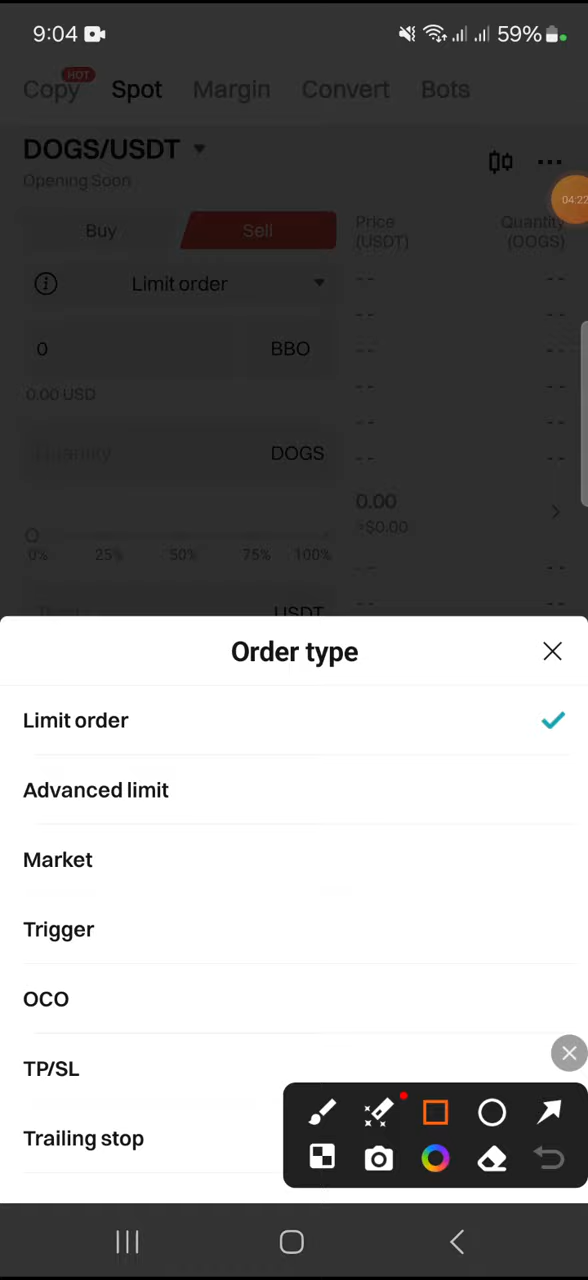 9:04
59%
HOT
Copy Spot Margin Convert Bots
DOGS/USDT
Opening Soon
04:22
Buy Sell
Price (USDT)
Quantity (DOGS)
Limit order
0 BBO
0.00 USD
Quantity DOGS
0.00
≈$0.00
0% 25% 50% 75% 100%
USDT
Order type
Limit order
Advanced limit
Market
Trigger
OCO
TP/SL
Trailing stop